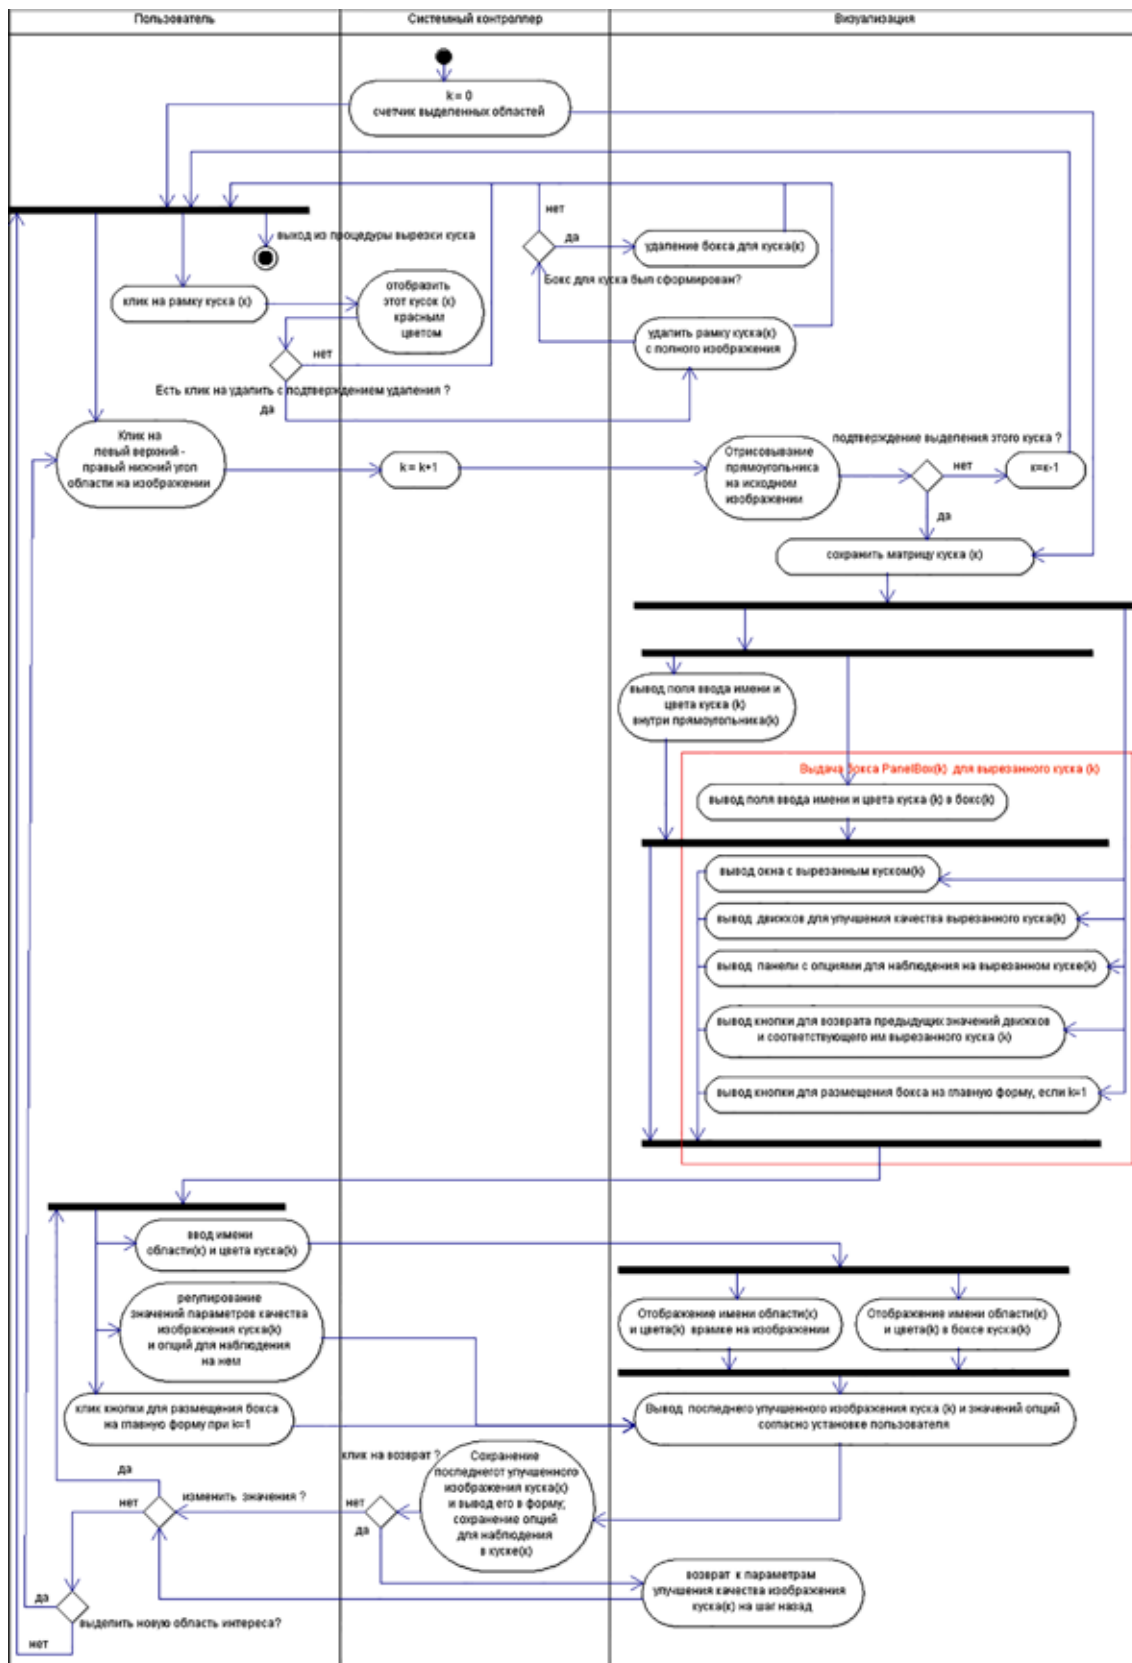 Пользователь
Системный контроллер
Визуализация
k = 0
счетчик выделенных областей
нет
да
удаление бокса для куска(к)
выход из процедуры вырезки куска
Бокс для куска был сформирован?
клик на рамку куска (к)
отобразить
этот кусок (к)
красным
цветом
удалить рамку куска(к)
с полного изображения
нет
Есть клик на удалить с подтверждением удаления ?
да
Клик на
левый верхний -
правый нижний угол
области на изображении
k = k+1
Отрисовывание
прямоугольника
на исходном
изображении
подтверждение выделения этого куска ?
нет
к=к-1
да
сохранить матрицу куска (к)
вывод поля ввода имени и
цвета куска (k)
внутри прямоугольника(k)
Выдача бокса PanelBox(k) для вырезанного куска (k)
вывод поля ввода имени и цвета куска (k) в бокс(k)
вывод окна с вырезанным куском(k)
вывод движков для улучшения качества вырезанного куска(k)
вывод панели с опциями для наблюдения на вырезанном куске(k)
вывод кнопки для возврата предыдущих значений движков
и соответствующего им вырезанного куска (k)
вывод кнопки для размещения бокса на главную форму, если k=1
ввод имени
области(к) и цвета куска(k)
регулирование
значений параметров качества
изображения куска(k)
и опций для наблюдения
на нем
клик кнопки для размещения бокса
на главную форму при k=1
Отображение имени области(к)
и цвета(k) врамке на изображении
Отображение имени области(к)
и цвета(k) в боксе куска(k)
Вывод последнего улучшенного изображения куска (k) и значений опций
согласно установке пользователя
клик на возврат ?
Сохранение
последнегот улучшенного
изображения куска(к)
и вывод его в форму;
сохранение опций
для наблюдения
в куске(к)
да
нет
изменить значения ?
нет
да
возврат к параметрам
улучшения качества изображения
куска(к) на шаг назад
да
выделить новую область интереса?
нет